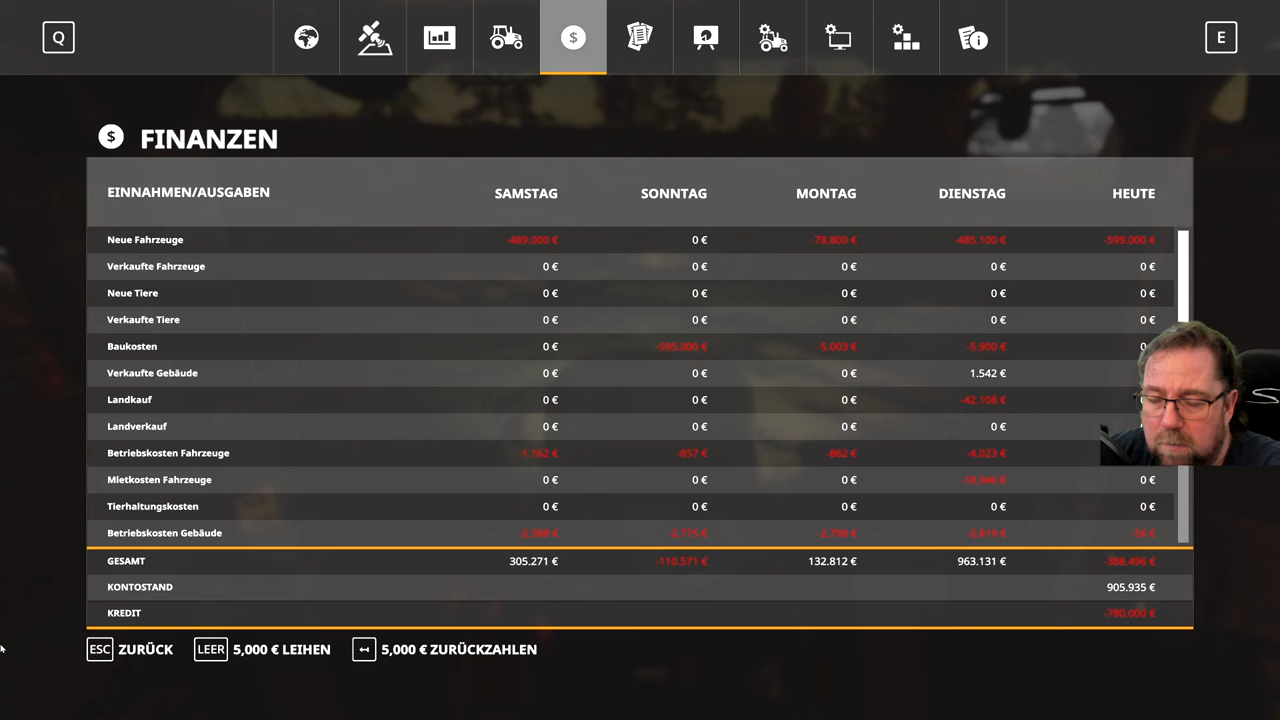 Q
$
E
$ FINANZEN
EINNAHMEN/AUSGABEN SAMSTAG SONNTAG MONTAG DIENSTAG HEUTE
Neue Fahrzeuge -489.000 € 0 € -78.800 € -485.100 € -599.000 €
Verkaufte Fahrzeuge 0 € 0 € 0 € 0 € 0 €
Neue Tiere 0 € 0 € 0 € 0 € 0 €
Verkaufte Tiere 0 € 0 € 0 € 0 € 0 €
Baukosten 0 € -595.000 € -5.003 € -5.900 € 0
Verkaufte Gebäude 0 € 0 € 0 € 1.542 €
Landkauf 0 € 0 € 0 € -42.108 €
Landverkauf 0 € 0 € 0 € 0 €
Betriebskosten Fahrzeuge -1.162 € -857 € -862 € -4.023 €
Mietkosten Fahrzeuge 0 € 0 € 0 € 0 €
Tierhaltungskosten 0 € 0 € 0 € 0 € 0 €
Betriebskosten Gebäude -2.775 € -56 €
GESAMT 305.271 € -110.571 € 132.812 € 963.131 € -388.496 €
KONTOSTAND 905.935 €
KREDIT -780.000 €
ESC ZURÜCK LEER 5,000 € LEIHEN ↔ 5,000 € ZURÜCKZAHLEN